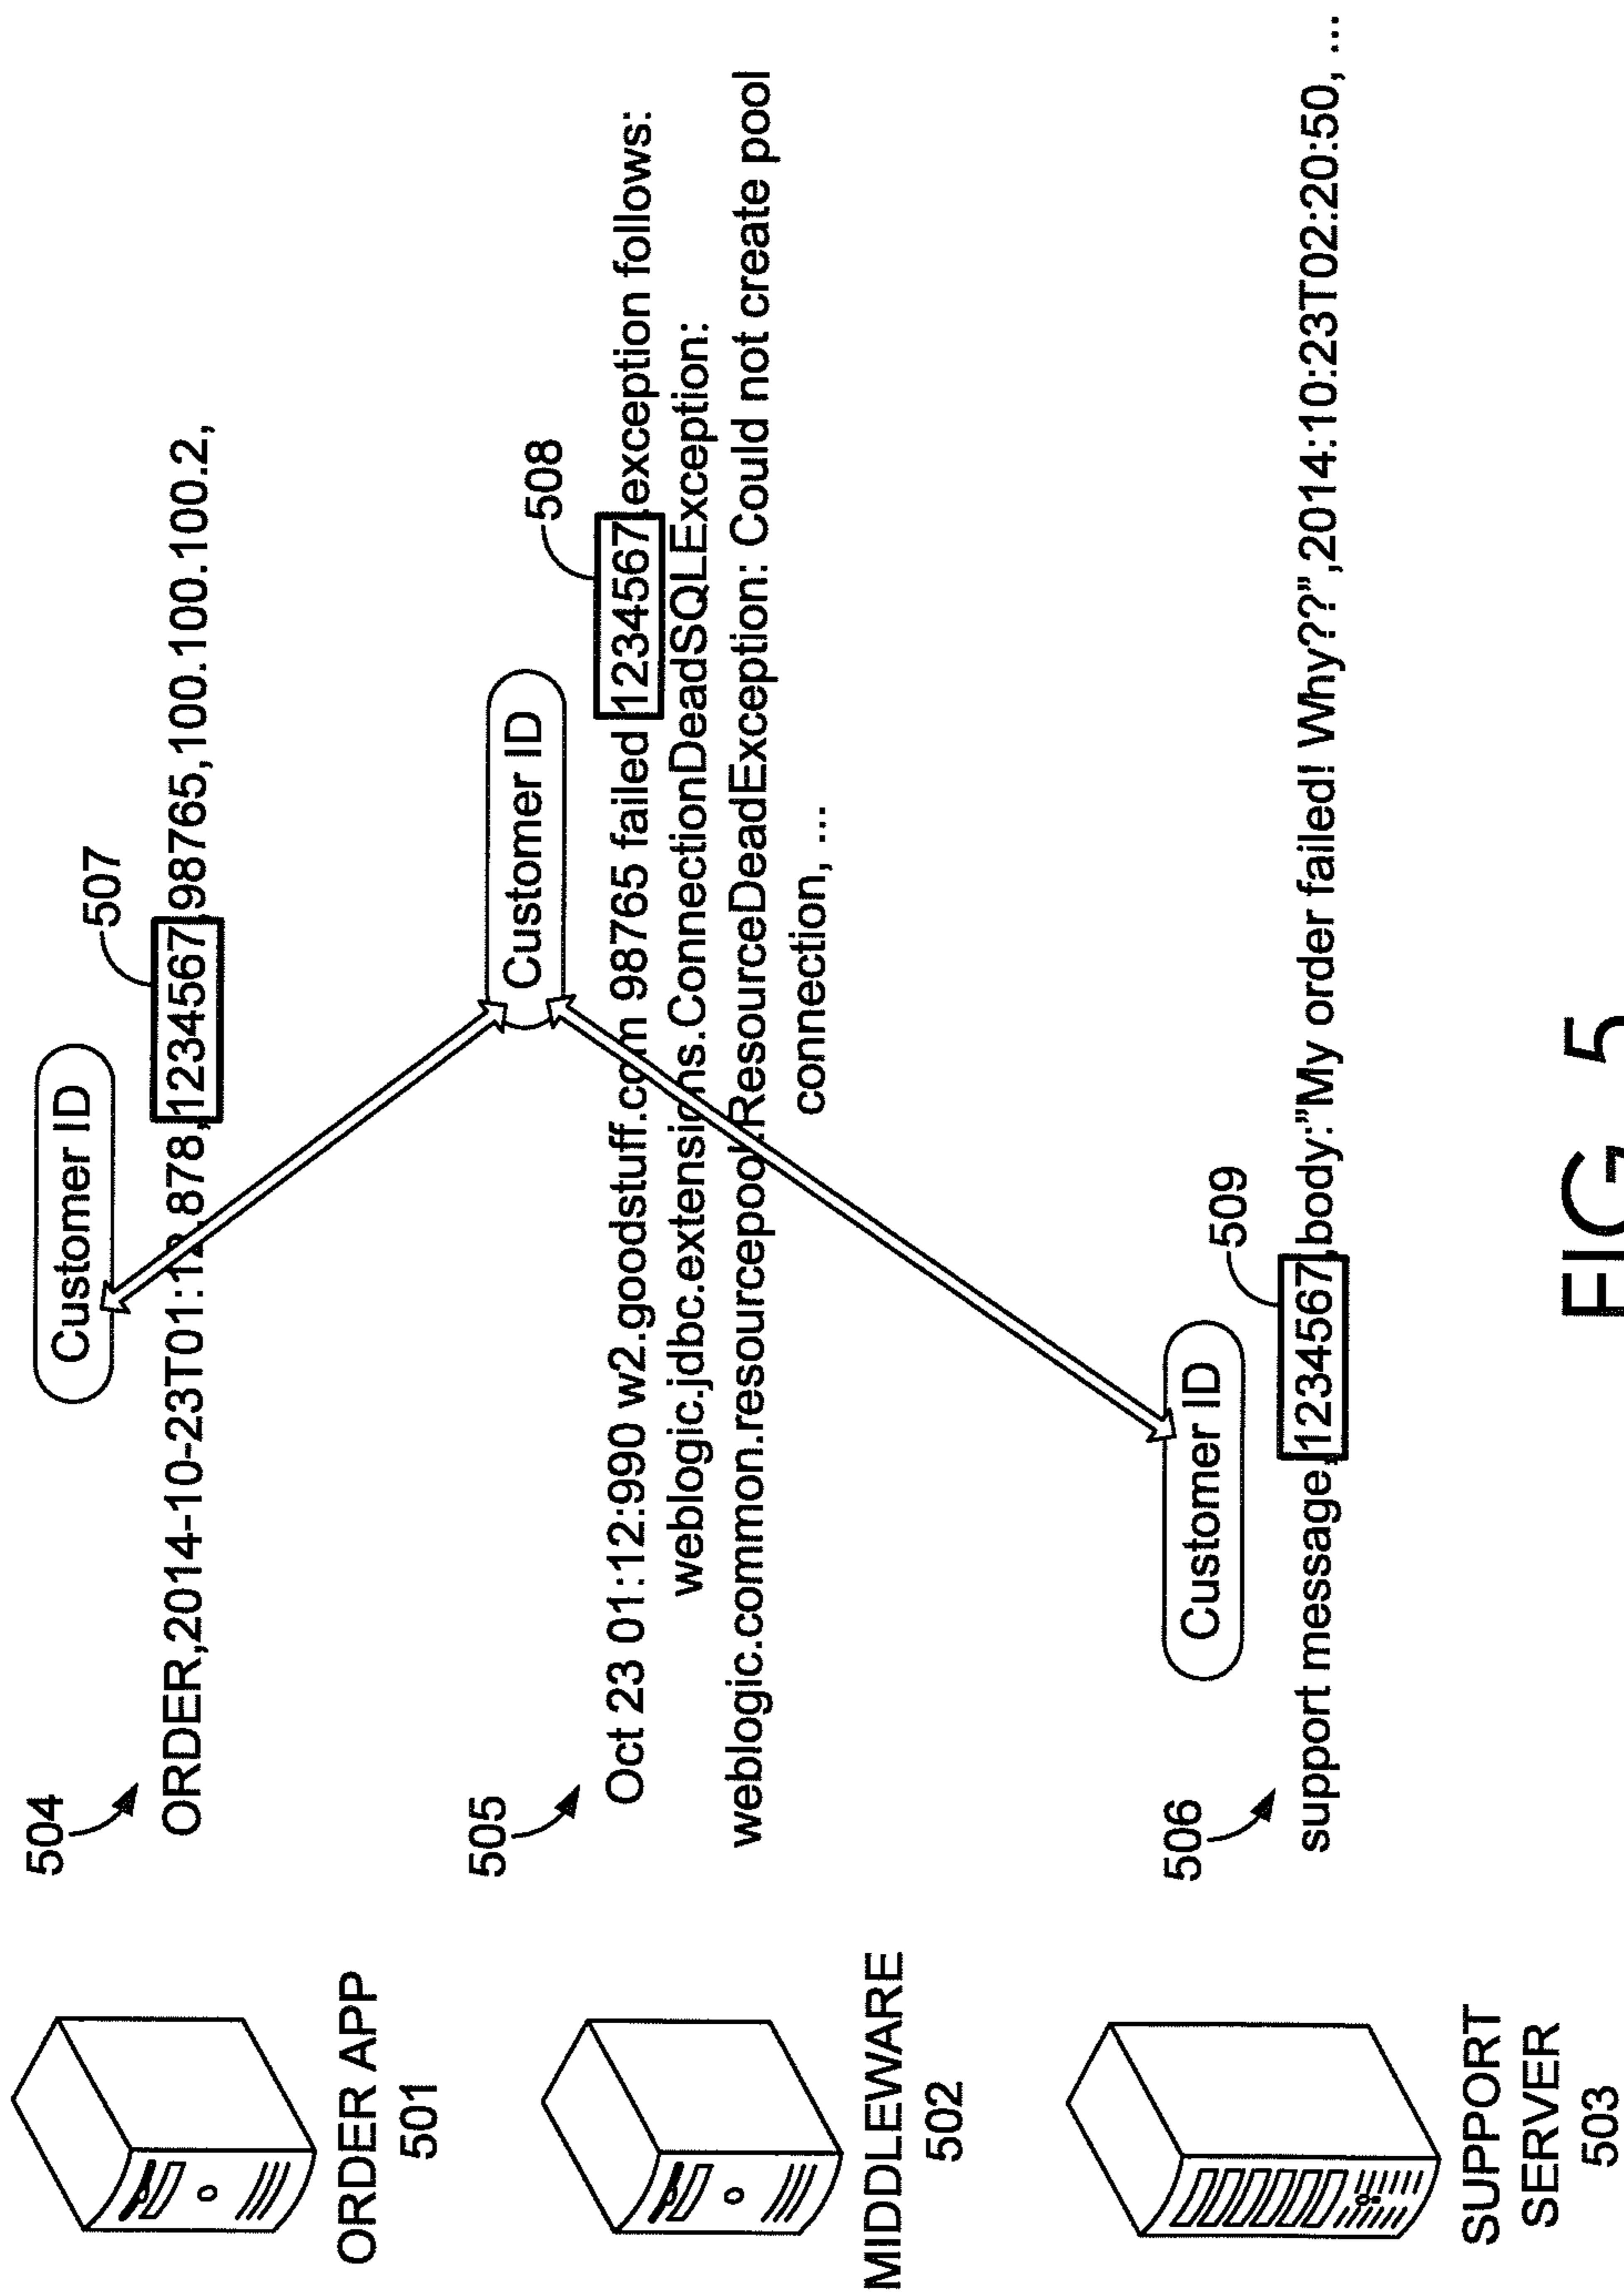 504
Customer ID
507
ORDER,2014-10-23T01:12.878,1234567,98765,100.100.100.2,
ORDER APP
501
505
Customer ID
508
Oct 23 01:12:990 w2.goodstuff.com 98765 failed 1234567,exception follows:
weblogic.jdbc.extensions.ConnectionDeadSQLException:
weblogic.common.resourcepool.ResourceDeadException: Could not create pool
connection, ...
MIDDLEWARE
502
506
Customer ID
509
support message,1234567,body:"My order failed! Why??",2014:10:23T02:20:50, ...
SUPPORT
SERVER
503
FIG. 5